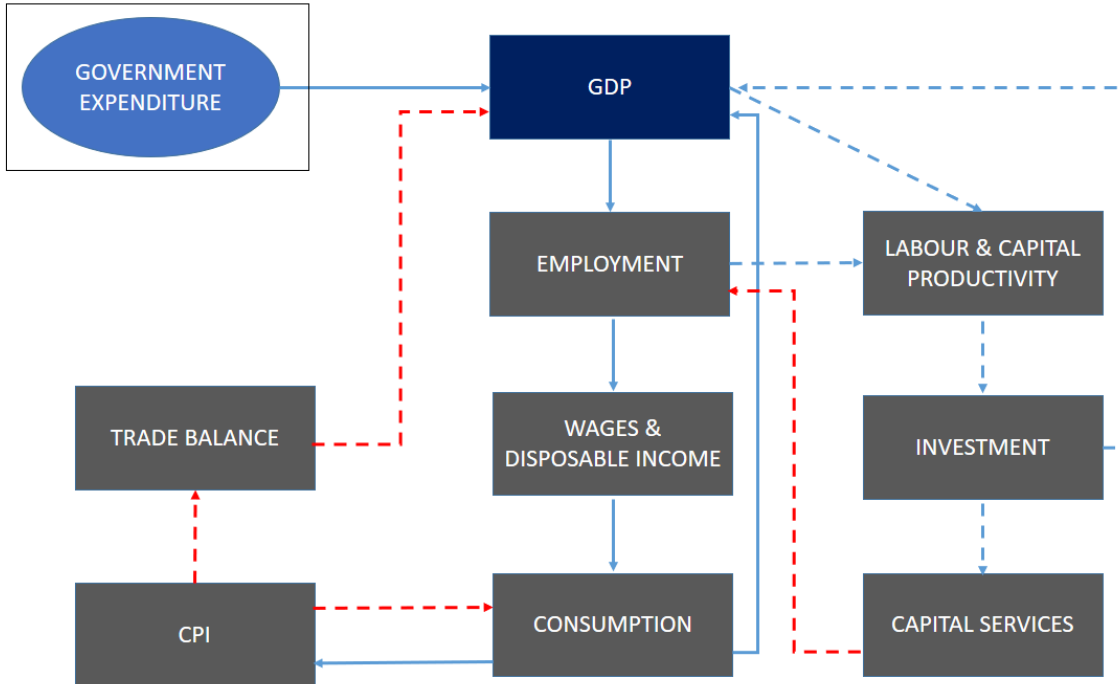 GOVERNMENT
EXPENDITURE
GDP
EMPLOYMENT
LABOUR & CAPITAL
PRODUCTIVITY
TRADE BALANCE
WAGES &
DISPOSABLE INCOME
INVESTMENT
CPI
CONSUMPTION
CAPITAL SERVICES